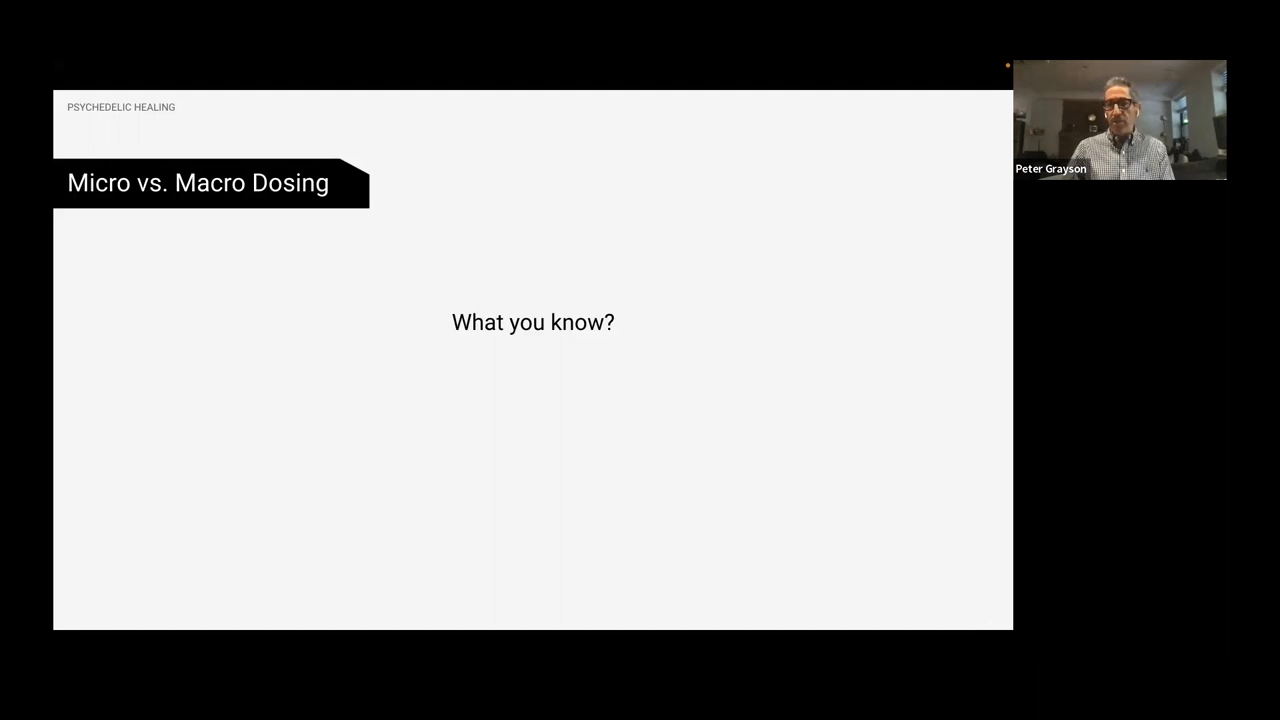 PSYCHEDELIC HEALING
Micro vs. Macro Dosing
What you know?
Peter Grayson